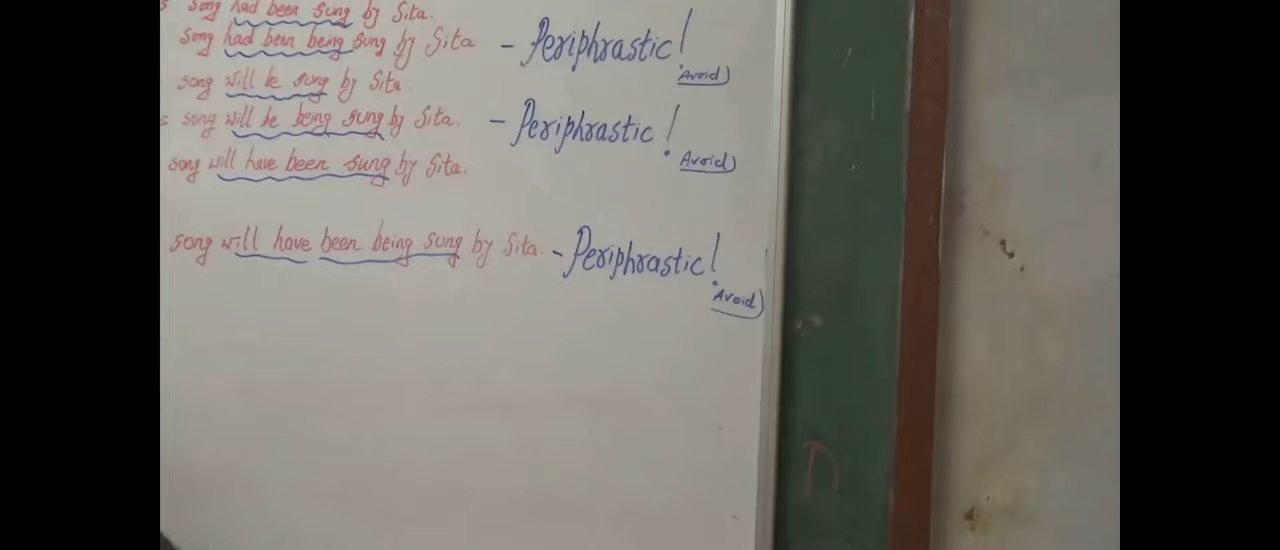 s song had been sung by Sita.
song had been being sung by Sita - Periphrastic!
(Avoid)
song will be sung by Sita
s song will be being sung by Sita. - Periphrastic!
(Avoid)
song will have been sung by Sita.
song will have been being sung by Sita. - Periphrastic!
(Avoid)
D